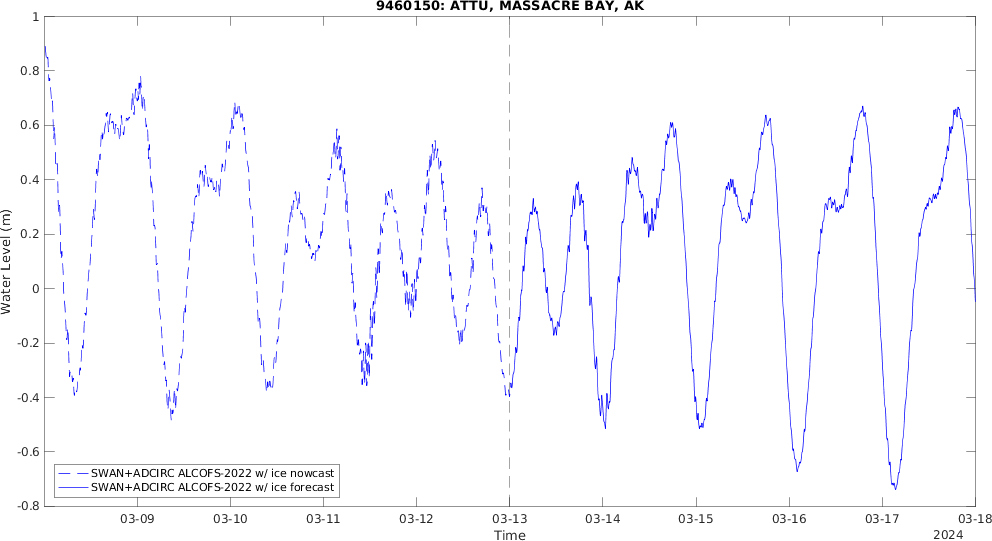 9460150: ATTU, MASSACRE BAY, AK
Water Level (m)
1
0.8
0.6
0.4
0.2
0
-0.2
-0.4
-0.6
-0.8
SWAN+ADCIRC ALCOFS-2022 w/ ice nowcast
SWAN+ADCIRC ALCOFS-2022 w/ ice forecast
03-09 03-10 03-11 03-12 03-13 03-14 03-15 03-16 03-17 03-18
Time
2024